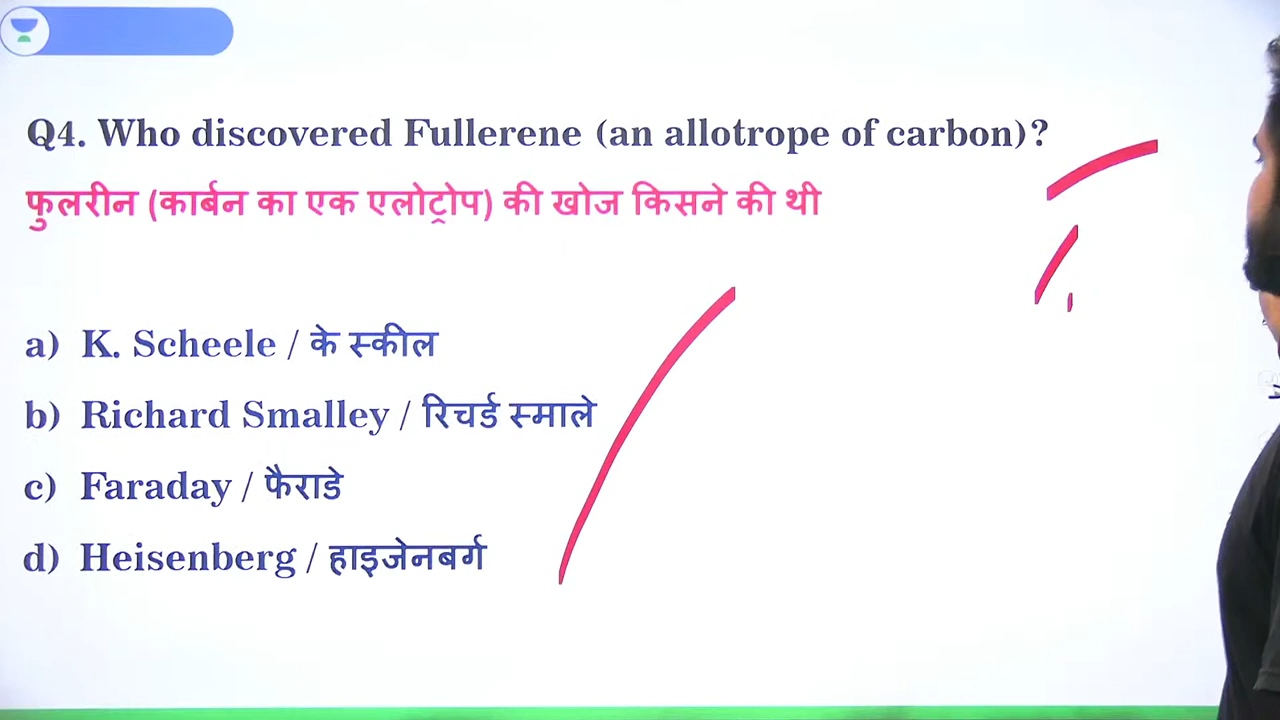 Q4. Who discovered Fullerene (an allotrope of carbon)?
फुलरीन (कार्बन का एक एलोट्रोप) की खोज किसने की थी
a) K. Scheele / के स्कील
b) Richard Smalley / रिचर्ड स्माले
c) Faraday / फैराडे
d) Heisenberg / हाइजेनबर्ग